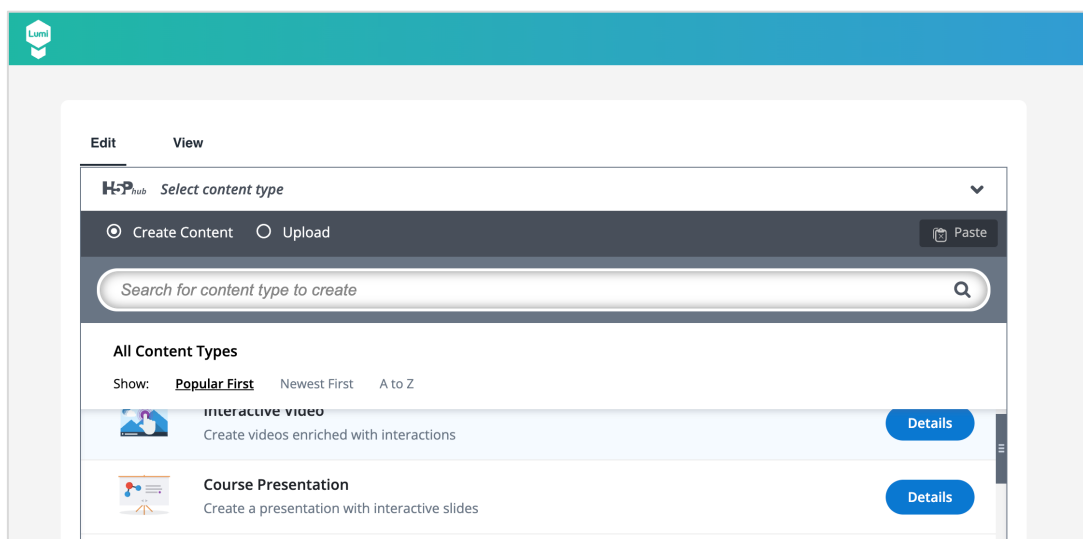 Lumi
Edit View
H5P hub Select content type
Create Content Upload Paste
Search for content type to create
All Content Types
Show: Popular First Newest First A to Z
Interactive Video
Create videos enriched with interactions
Details
Course Presentation
Create a presentation with interactive slides
Details